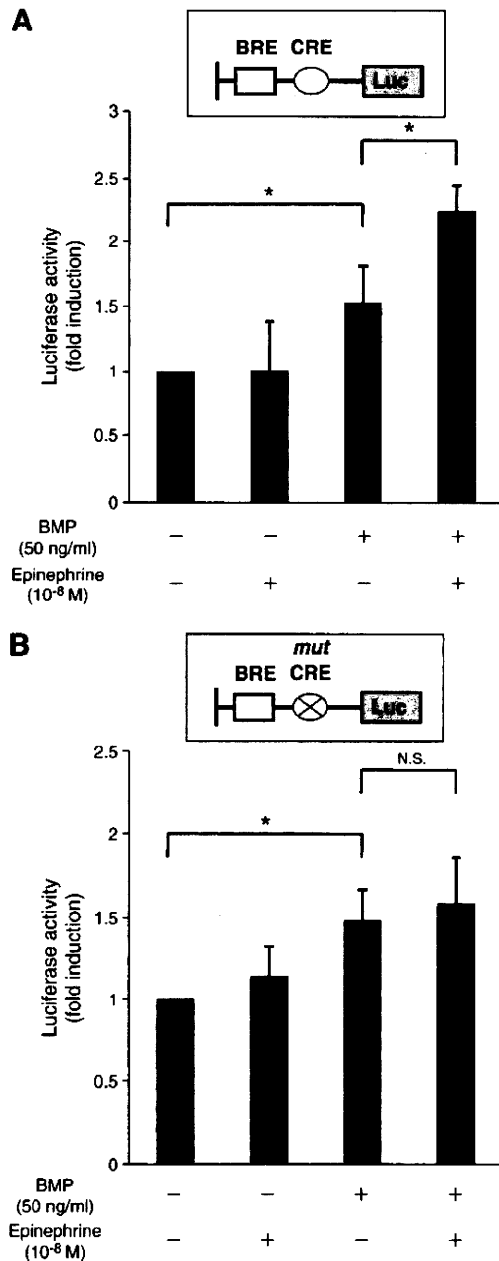 A
BRE CRE
Luc
3
2.5
2
1.5
1
0.5
0
Luciferase activity
(fold induction)
*
*
BMP
(50 ng/ml)
− − + +
Epinephrine
(10⁻⁸ M)
− + − +
B
mut
BRE CRE
Luc
2.5
2
1.5
1
0.5
0
Luciferase activity
(fold induction)
*
N.S.
BMP
(50 ng/ml)
− − + +
Epinephrine
(10⁻⁸ M)
− + − +